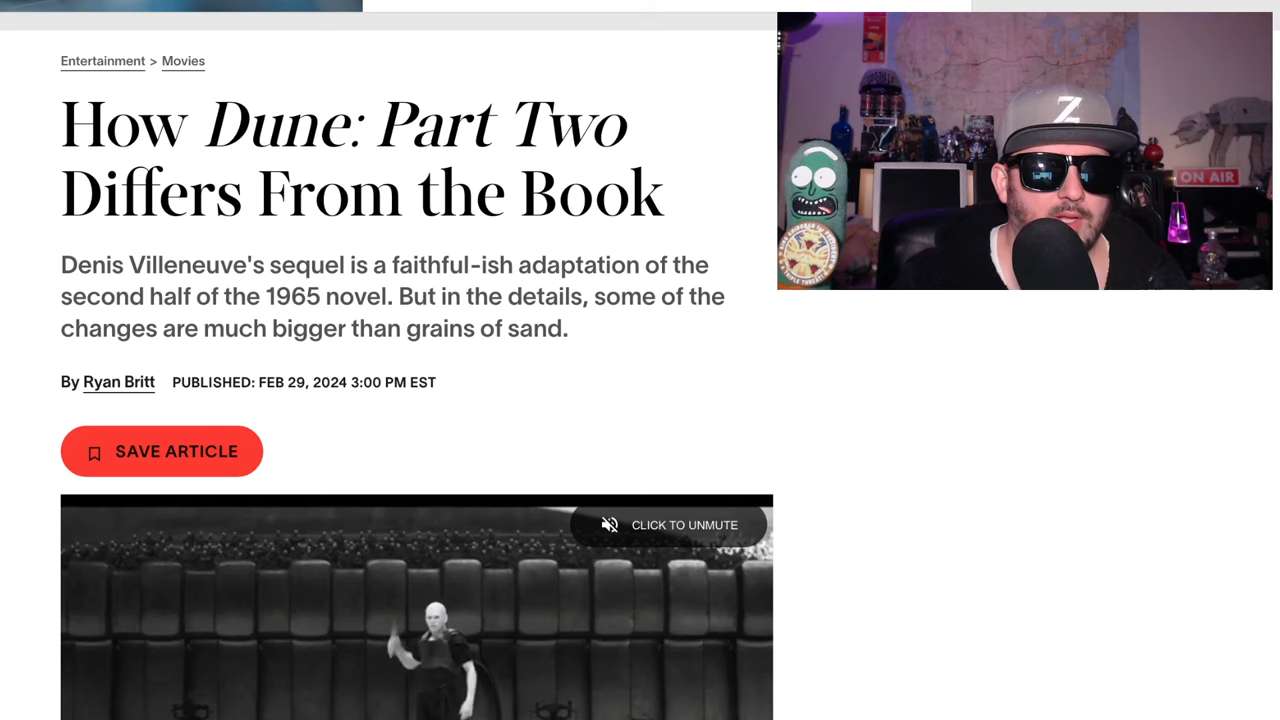 Entertainment > Movies
How Dune: Part Two
Differs From the Book
Denis Villeneuve's sequel is a faithful-ish adaptation of the
second half of the 1965 novel. But in the details, some of the
changes are much bigger than grains of sand.
By Ryan Britt PUBLISHED: FEB 29, 2024 3:00 PM EST
SAVE ARTICLE
CLICK TO UNMUTE
Z
ON AIR